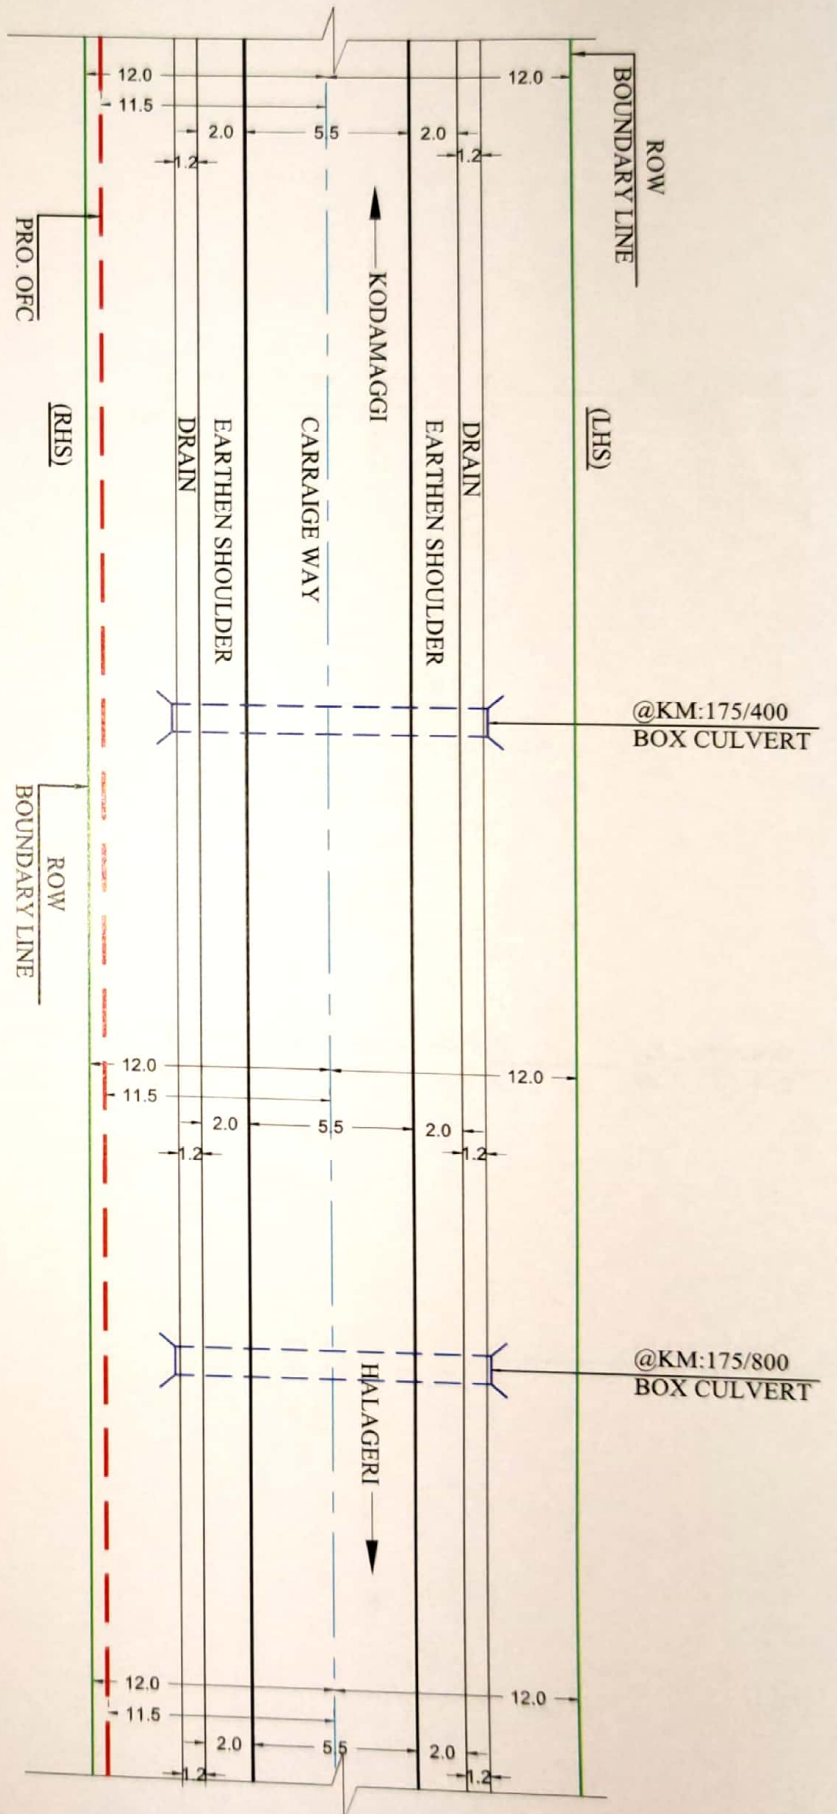 12.0
12.0
11.5
2.0
5.5
2.0
1.2
1.2
ROW
BOUNDARY LINE
PRO. OFC
KODAMAGGI
(RHS)
DRAIN
EARTHEN SHOULDER
CARRAIGE WAY
EARTHEN SHOULDER
DRAIN
(LHS)
@KM:175/400
BOX CULVERT
ROW
BOUNDARY LINE
12.0
12.0
11.5
2.0
5.5
2.0
1.2
1.2
@KM:175/800
BOX CULVERT
HALAGERI
12.0
12.0
11.5
2.0
5.5
2.0
1.2
1.2